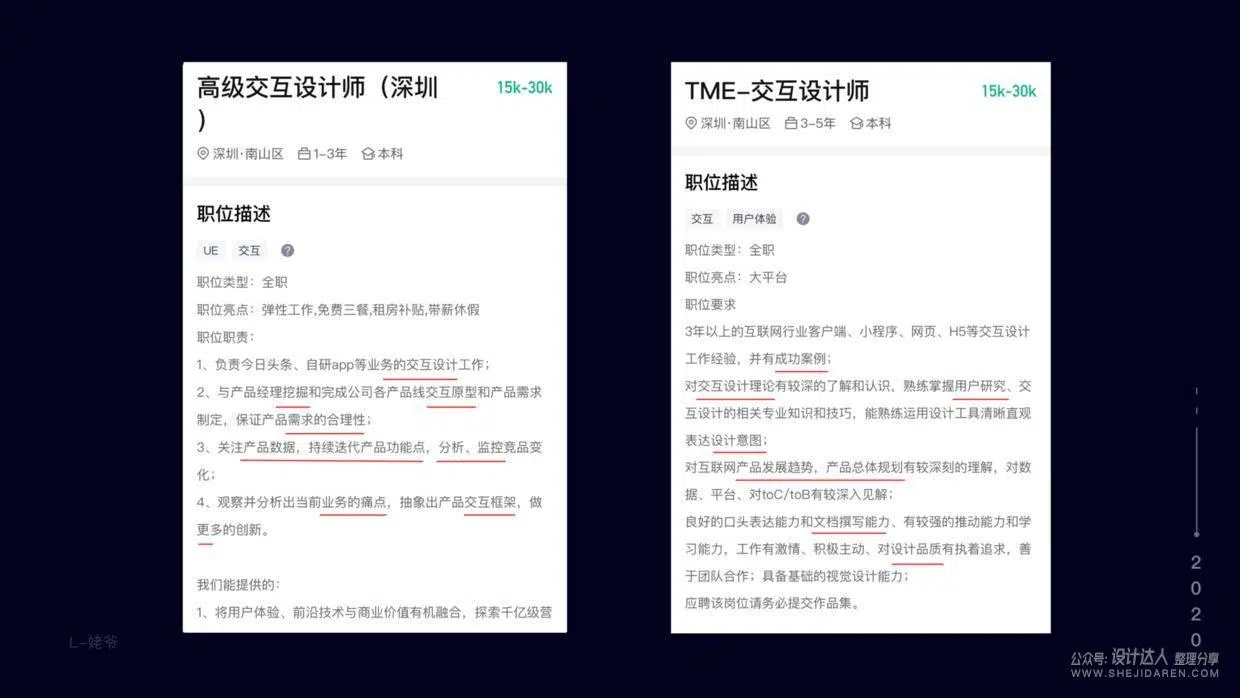 高级交互设计师（深圳
）
15k-30k
深圳·南山区 1-3年 本科
职位描述
UE 交互 ?
职位类型：全职
职位亮点：弹性工作,免费三餐,租房补贴,带薪休假
职位职责：
1、负责今日头条、自研app等业务的交互设计工作；
2、与产品经理挖掘和完成公司各产品线交互原型和产品需求
制定，保证产品需求的合理性；
3、关注产品数据，持续迭代产品功能点，分析、监控竞品变
化；
4、观察并分析出当前业务的痛点，抽象出产品交互框架，做
更多的创新。
我们能提供的：
1、将用户体验、前沿技术与商业价值有机融合，探索千亿级营
TME-交互设计师
15k-30k
深圳·南山区 3-5年 本科
职位描述
交互 用户体验 ?
职位类型：全职
职位亮点：大平台
职位要求
3年以上的互联网行业客户端、小程序、网页、H5等交互设计
工作经验，并有成功案例；
对交互设计理论有较深的了解和认识，熟练掌握用户研究、交
互设计的相关专业知识和技巧，能熟练运用设计工具清晰直观
表达设计意图；
对互联网产品发展趋势，产品总体规划有较深刻的理解，对数
据、平台、对toC/toB有较深入见解；
良好的口头表达能力和文档撰写能力、有较强的推动能力和学
习能力，工作有激情、积极主动、对设计品质有执着追求，善
于团队合作；具备基础的视觉设计能力；
应聘该岗位请务必提交作品集。
2
0
2
0
L-姥爷
公众号: 设计达人 整理分享
WWW.SHEJIDAREN.COM